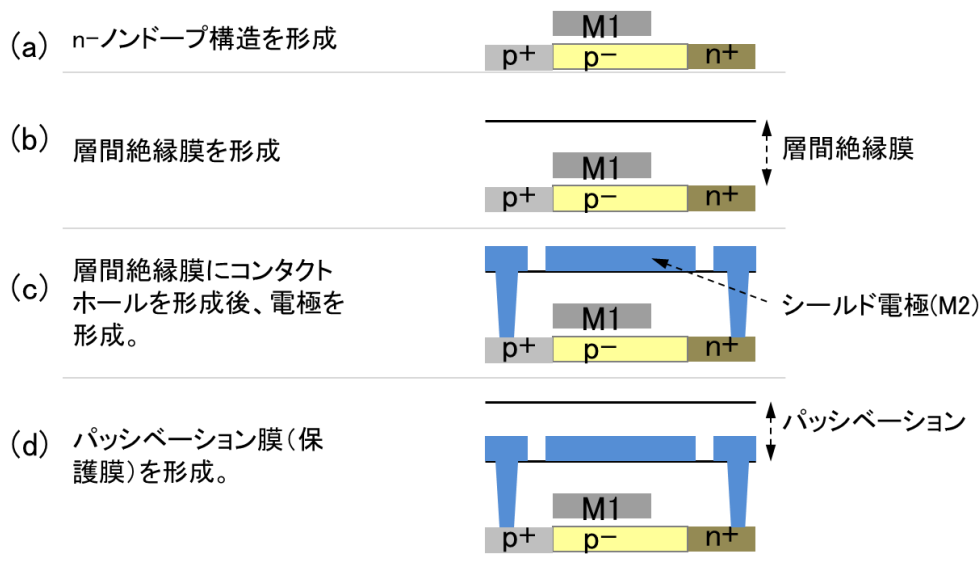 (a) n-ノンドープ構造を形成
M1
p+ p- n+
(b) 層間絶縁膜を形成
層間絶縁膜
M1
p+ p- n+
(c) 層間絶縁膜にコンタクト
ホールを形成後、電極を
形成。
シールド電極(M2)
M1
p+ p- n+
(d) パッシベーション膜(保
護膜)を形成。
パッシベーション
M1
p+ p- n+